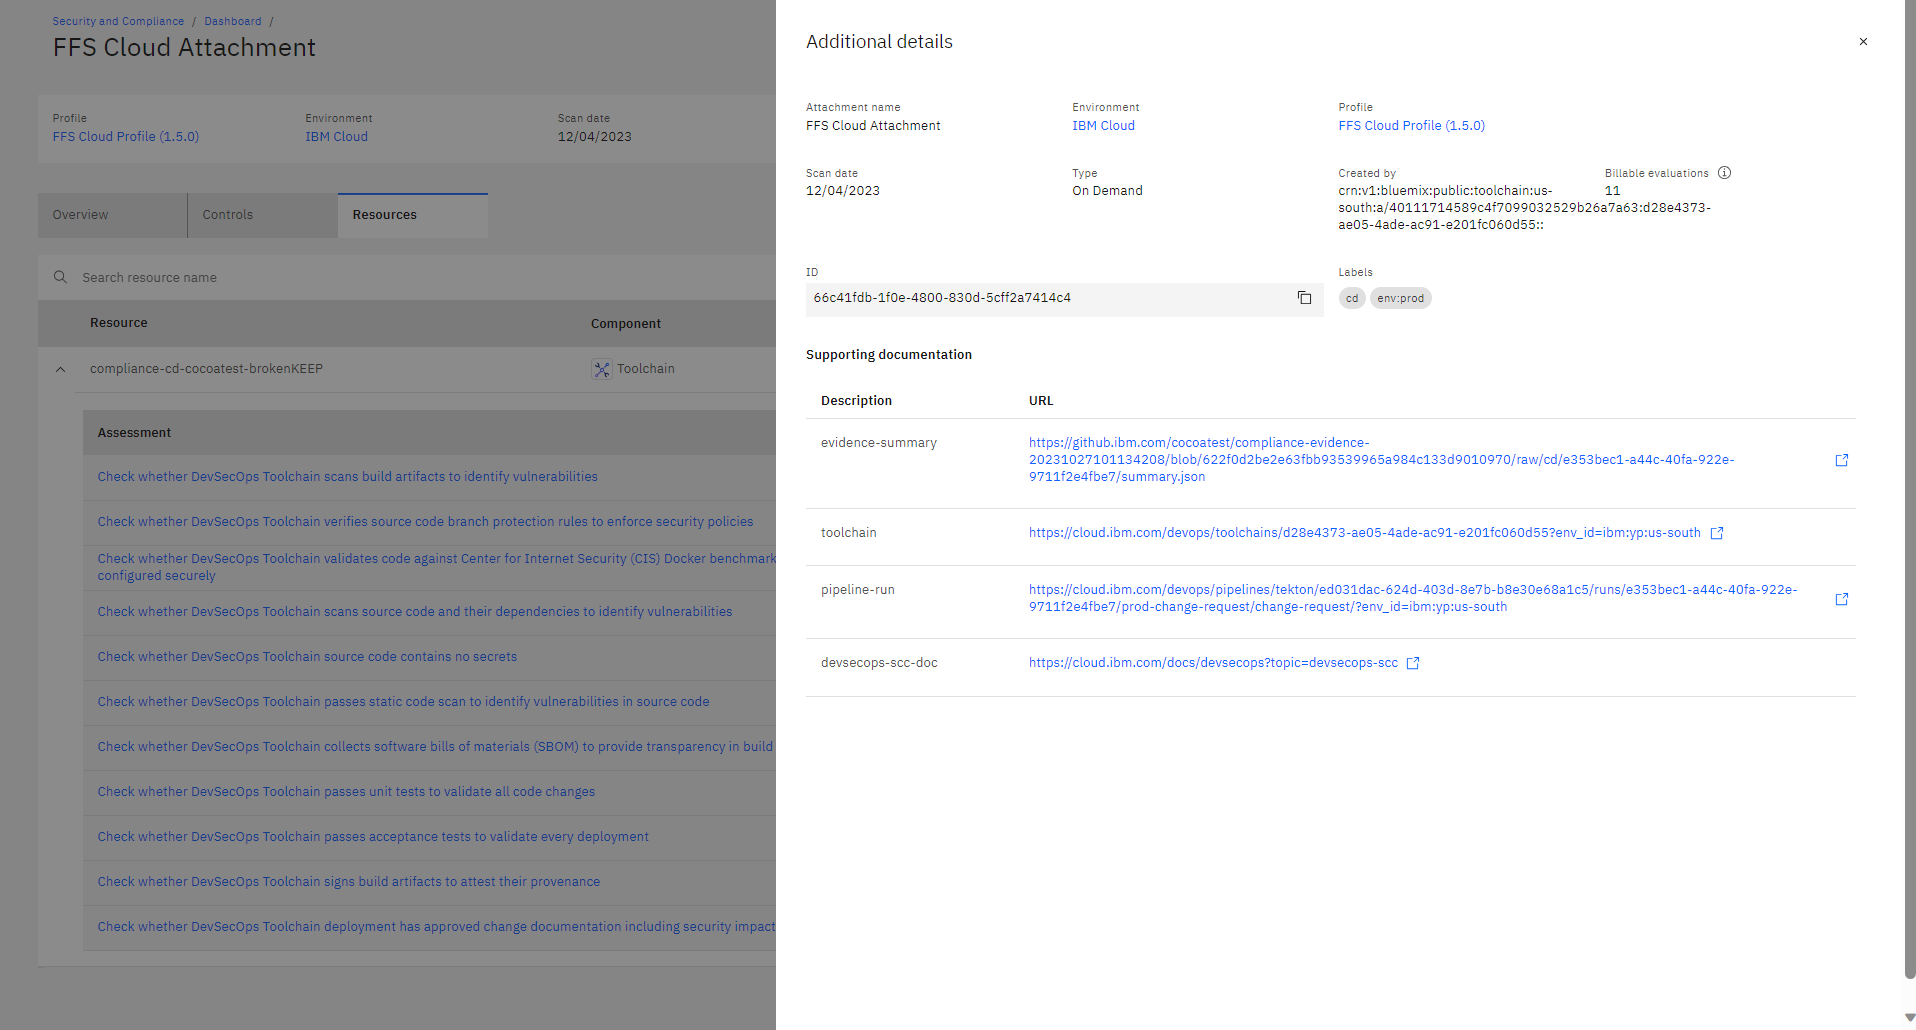 Security and Compliance / Dashboard /
FFS Cloud Attachment
Profile
FFS Cloud Profile (1.5.0)
Environment
IBM Cloud
Scan date
12/04/2023
Overview
Controls
Resources
Search resource name
Resource Component
compliance-cd-cocoatest-brokenKEEP Toolchain
Assessment
Check whether DevSecOps Toolchain scans build artifacts to identify vulnerabilities
Check whether DevSecOps Toolchain verifies source code branch protection rules to enforce security policies
Check whether DevSecOps Toolchain validates code against Center for Internet Security (CIS) Docker benchmark
configured securely
Check whether DevSecOps Toolchain scans source code and their dependencies to identify vulnerabilities
Check whether DevSecOps Toolchain source code contains no secrets
Check whether DevSecOps Toolchain passes static code scan to identify vulnerabilities in source code
Check whether DevSecOps Toolchain collects software bills of materials (SBOM) to provide transparency in build
Check whether DevSecOps Toolchain passes unit tests to validate all code changes
Check whether DevSecOps Toolchain passes acceptance tests to validate every deployment
Check whether DevSecOps Toolchain signs build artifacts to attest their provenance
Check whether DevSecOps Toolchain deployment has approved change documentation including security impact
Additional details
Attachment name
FFS Cloud Attachment
Environment
IBM Cloud
Profile
FFS Cloud Profile (1.5.0)
Scan date
12/04/2023
Type
On Demand
Created by
crn:v1:bluemix:public:toolchain:us-
south:a/40111714589c4f7099032529b26a7a63:d28e4373-
ae05-4ade-ac91-e201fc060d55::
Billable evaluations
11
ID
66c41fdb-1f0e-4800-830d-5cff2a7414c4
Labels
cd env:prod
Supporting documentation
Description URL
evidence-summary
https://github.ibm.com/cocoatest/compliance-evidence-
20231027101134208/blob/622f0d2be2e63fbb93539965a984c133d9010970/raw/cd/e353bec1-a44c-40fa-922e-
9711f2e4fbe7/summary.json
toolchain
https://cloud.ibm.com/devops/toolchains/d28e4373-ae05-4ade-ac91-e201fc060d55?env_id=ibm:yp:us-south
pipeline-run
https://cloud.ibm.com/devops/pipelines/tekton/ed031dac-624d-403d-8e7b-b8e30e68a1c5/runs/e353bec1-a44c-40fa-922e-
9711f2e4fbe7/prod-change-request/change-request/?env_id=ibm:yp:us-south
devsecops-scc-doc
https://cloud.ibm.com/docs/devsecops?topic=devsecops-scc